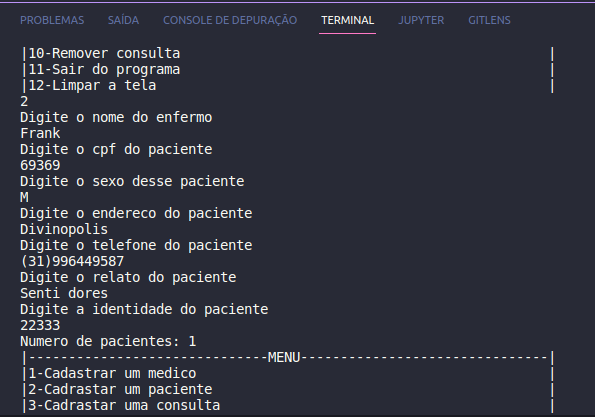 PROBLEMAS SAÍDA CONSOLE DE DEPURAÇÃO TERMINAL JUPYTER GITLENS
|10-Remover consulta |
|11-Sair do programa |
|12-Limpar a tela |
2
Digite o nome do enfermo
Frank
Digite o cpf do paciente
69369
Digite o sexo desse paciente
M
Digite o endereco do paciente
Divinopolis
Digite o telefone do paciente
(31)996449587
Digite o relato do paciente
Senti dores
Digite a identidade do paciente
22333
Numero de pacientes: 1
|------------------------------MENU-------------------------------|
|1-Cadastrar um medico |
|2-Cadrastar um paciente |
|3-Cadrastar uma consulta |